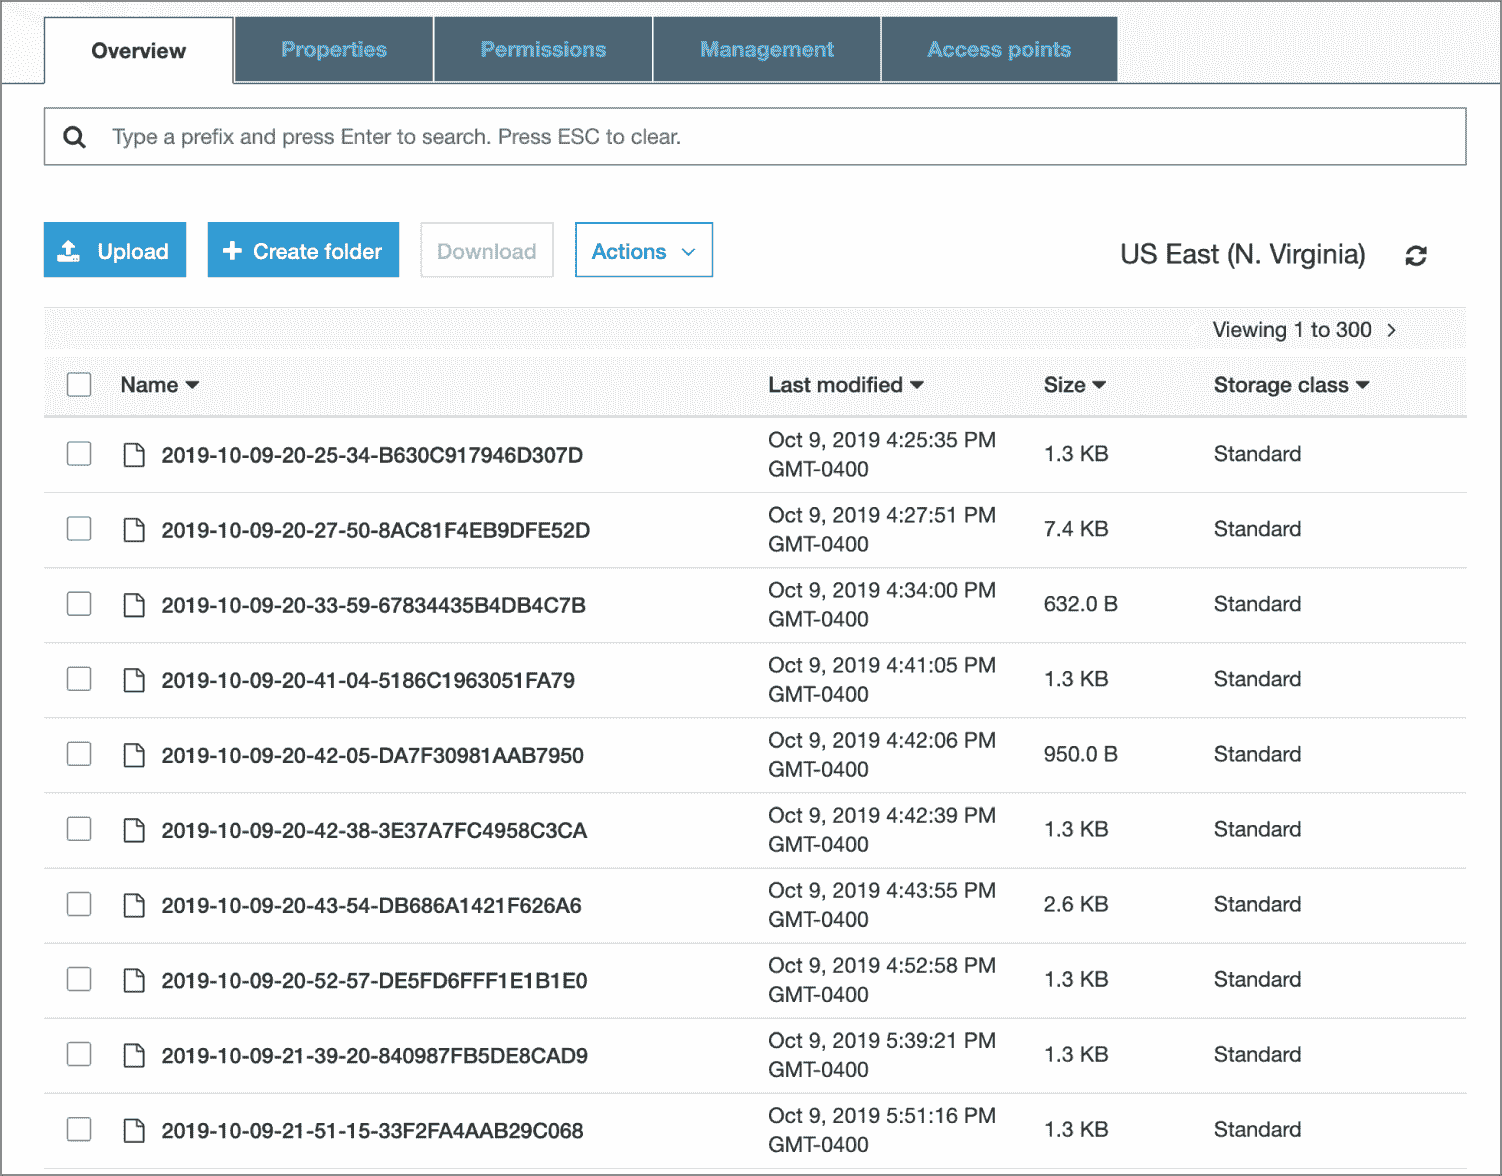 Overview Properties Permissions Management Access points
Type a prefix and press Enter to search. Press ESC to clear.
Upload + Create folder Download Actions US East (N. Virginia)
Viewing 1 to 300 >
Name Last modified Size Storage class
2019-10-09-20-25-34-B630C917946D307D Oct 9, 2019 4:25:35 PM GMT-0400 1.3 KB Standard
2019-10-09-20-27-50-8AC81F4EB9DFE52D Oct 9, 2019 4:27:51 PM GMT-0400 7.4 KB Standard
2019-10-09-20-33-59-67834435B4DB4C7B Oct 9, 2019 4:34:00 PM GMT-0400 632.0 B Standard
2019-10-09-20-41-04-5186C1963051FA79 Oct 9, 2019 4:41:05 PM GMT-0400 1.3 KB Standard
2019-10-09-20-42-05-DA7F30981AAB7950 Oct 9, 2019 4:42:06 PM GMT-0400 950.0 B Standard
2019-10-09-20-42-38-3E37A7FC4958C3CA Oct 9, 2019 4:42:39 PM GMT-0400 1.3 KB Standard
2019-10-09-20-43-54-DB686A1421F626A6 Oct 9, 2019 4:43:55 PM GMT-0400 2.6 KB Standard
2019-10-09-20-52-57-DE5FD6FFF1E1B1E0 Oct 9, 2019 4:52:58 PM GMT-0400 1.3 KB Standard
2019-10-09-21-39-20-840987FB5DE8CAD9 Oct 9, 2019 5:39:21 PM GMT-0400 1.3 KB Standard
2019-10-09-21-51-15-33F2FA4AAB29C068 Oct 9, 2019 5:51:16 PM GMT-0400 1.3 KB Standard